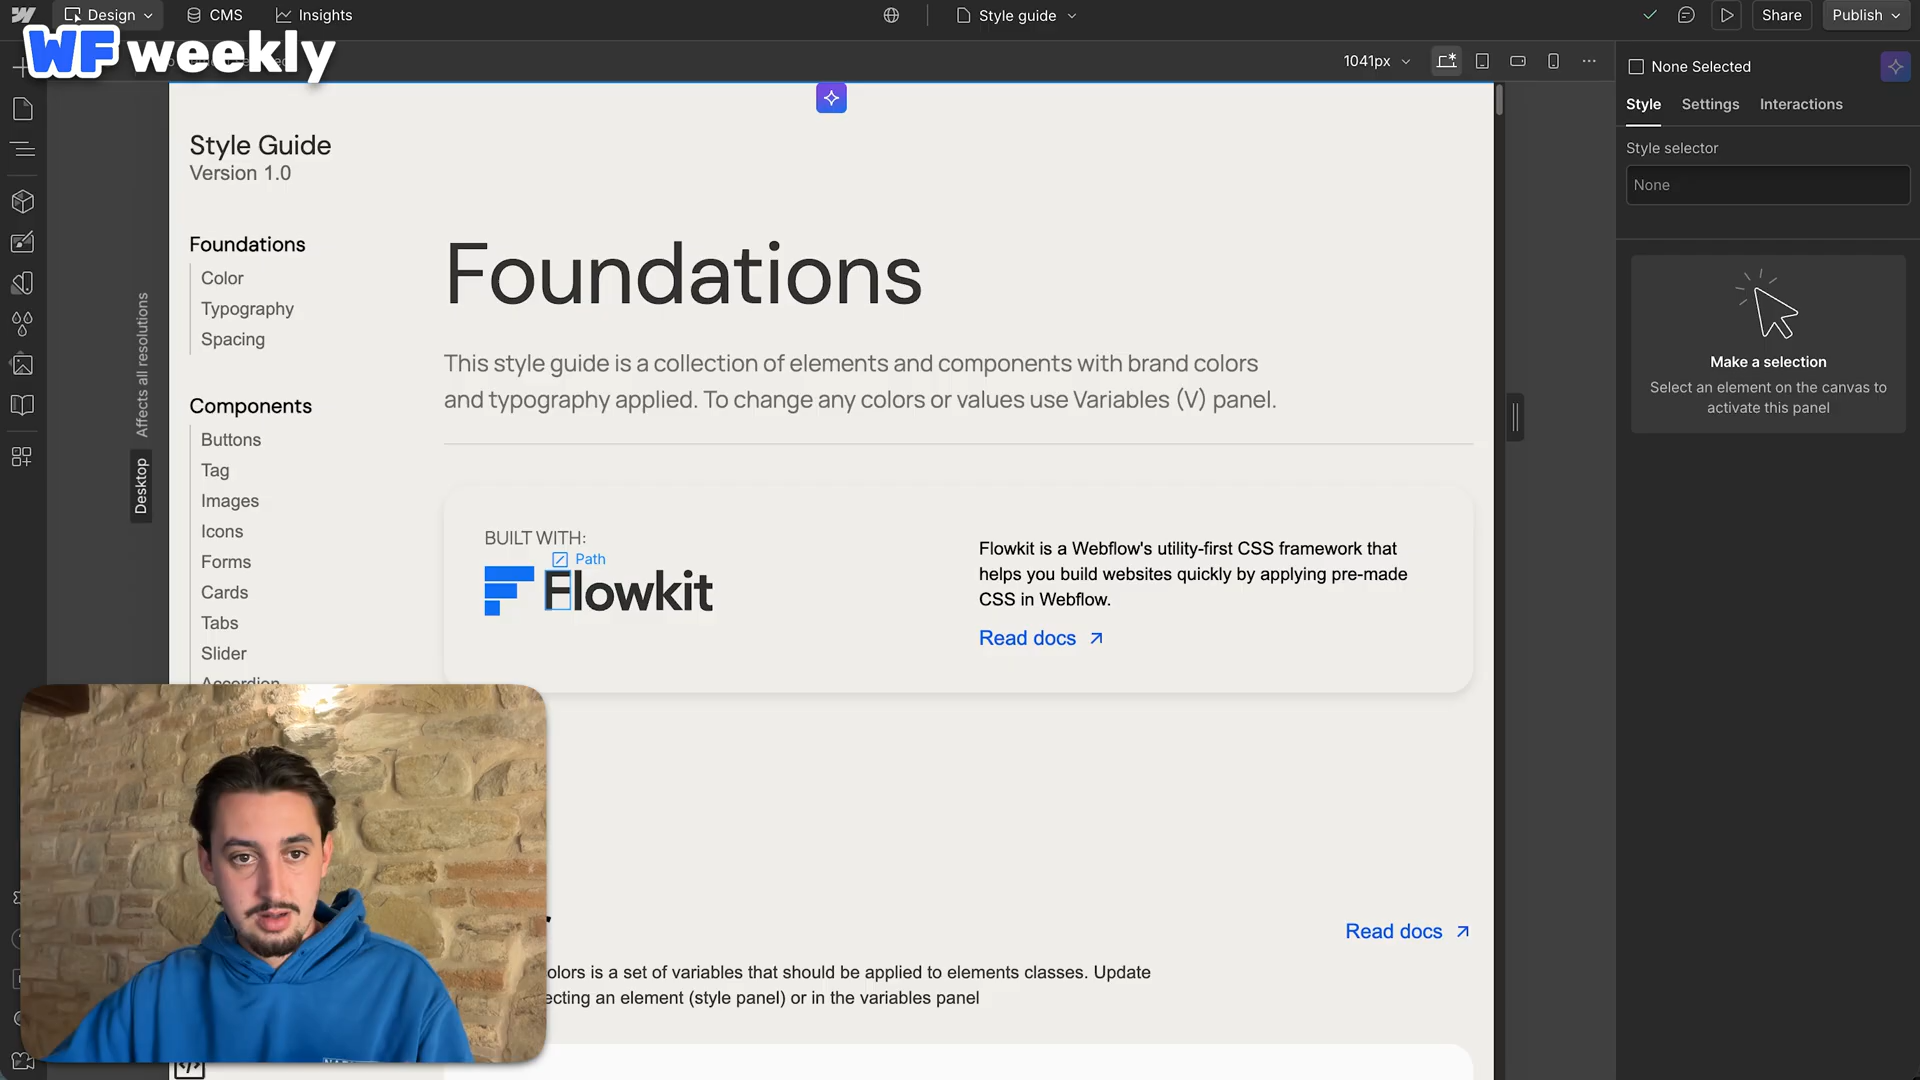 Design
CMS
Insights
Style guide
Share
Publish
WF weekly
1041px
None Selected
Style
Settings
Interactions
Style selector
None
Make a selection
Select an element on the canvas to
activate this panel
Affects all resolutions
Desktop
Style Guide
Version 1.0
Foundations
Color
Typography
Spacing
Components
Buttons
Tag
Images
Icons
Forms
Cards
Tabs
Slider
Accordion
Foundations
This style guide is a collection of elements and components with brand colors
and typography applied. To change any colors or values use Variables (V) panel.
BUILT WITH:
Path
Flowkit
Flowkit is a Webflow's utility-first CSS framework that
helps you build websites quickly by applying pre-made
CSS in Webflow.
Read docs
Read docs
olors is a set of variables that should be applied to elements classes. Update
ecting an element (style panel) or in the variables panel